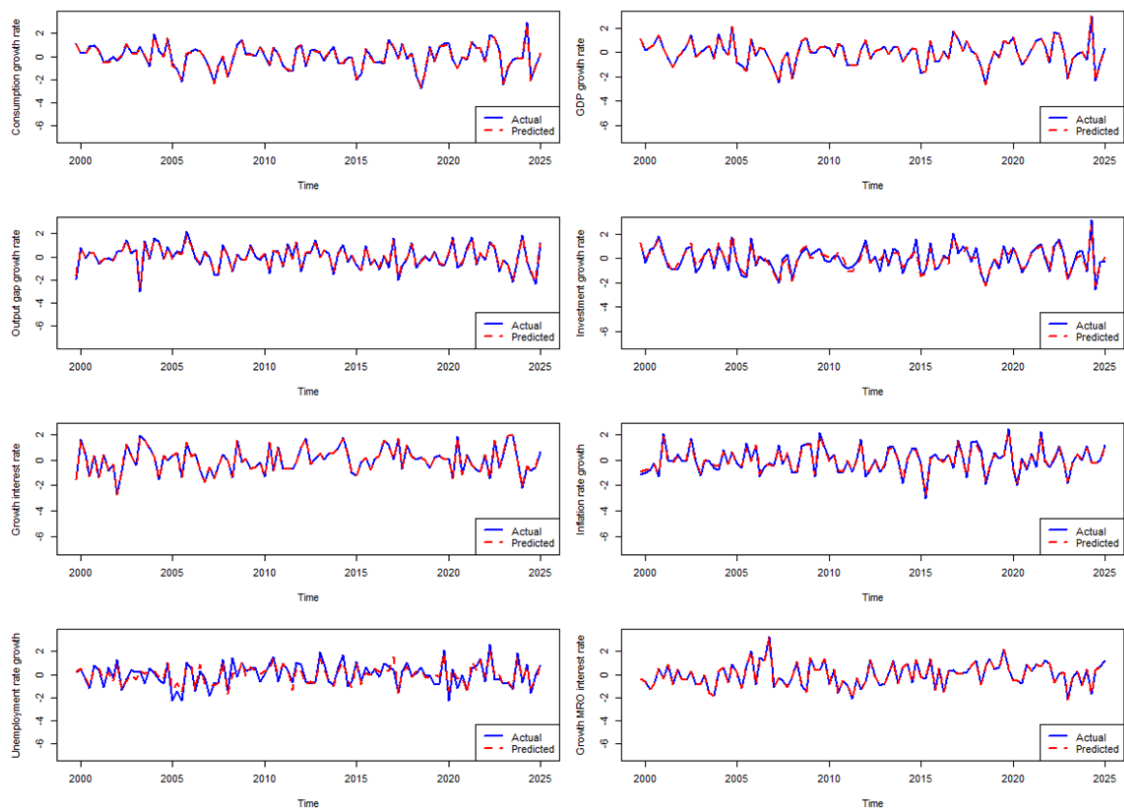 Consumption growth rate
2
0
-2
-4
-6
Actual
Predicted
2000 2005 2010 2015 2020 2025
Time
GDP growth rate
2
0
-2
-4
-6
Actual
Predicted
2000 2005 2010 2015 2020 2025
Time
Output gap growth rate
2
0
-2
-4
-6
Actual
Predicted
2000 2005 2010 2015 2020 2025
Time
Investment growth rate
2
0
-2
-4
-6
Actual
Predicted
2000 2005 2010 2015 2020 2025
Time
Growth interest rate
2
0
-2
-4
-6
Actual
Predicted
2000 2005 2010 2015 2020 2025
Time
Inflation rate growth
2
0
-2
-4
-6
Actual
Predicted
2000 2005 2010 2015 2020 2025
Time
Unemployment rate growth
2
0
-2
-4
-6
Actual
Predicted
2000 2005 2010 2015 2020 2025
Time
Growth MRO interest rate
2
0
-2
-4
-6
Actual
Predicted
2000 2005 2010 2015 2020 2025
Time